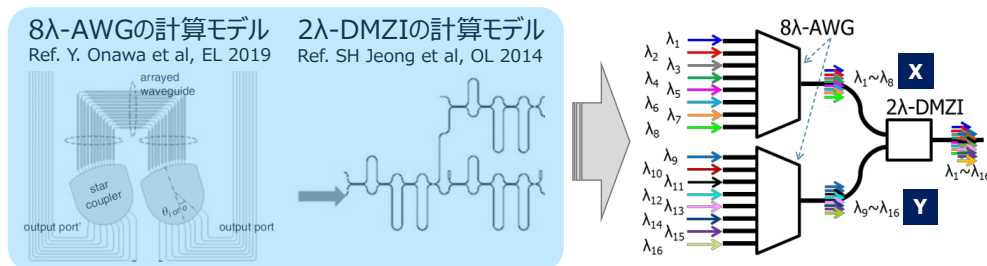 8λ-AWGの計算モデル
Ref. Y. Onawa et al, EL 2019
arrayed
waveguide
star
coupler
θi or o
output port'
output port
2λ-DMZIの計算モデル
Ref. SH Jeong et al, OL 2014
8λ-AWG
λ1
λ2
λ3
λ4
λ5
λ6
λ7
λ8
λ1~λ8
X
2λ-DMZI
λ1~λ16
λ9
λ10
λ11
λ12
λ13
λ14
λ15
λ16
λ9~λ16
Y